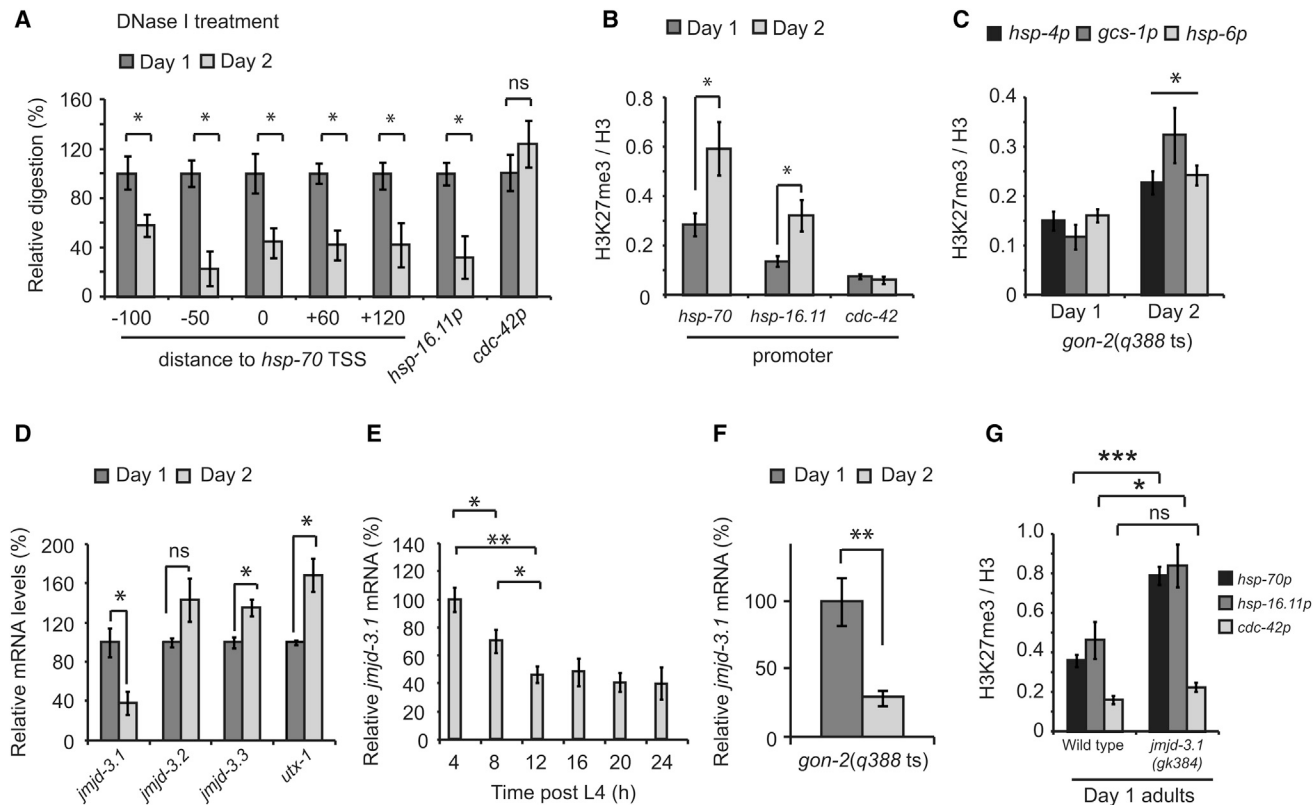 A
DNase I treatment
Day 1 Day 2
Relative digestion (%)
160
120
80
40
0
* * * * * * ns
-100 -50 0 +60 +120 hsp-16.11p cdc-42p
distance to hsp-70 TSS
B
Day 1 Day 2
H3K27me3 / H3
0.8
0.6
0.4
0.2
0
*
*
hsp-70 hsp-16.11 cdc-42
promoter
C
hsp-4p gcs-1p hsp-6p
H3K27me3 / H3
0.4
0.3
0.2
0.1
0
*
Day 1 Day 2
gon-2(q388 ts)
D
Day 1 Day 2
Relative mRNA levels (%)
200
160
120
80
40
0
* ns * *
jmjd-3.1 jmjd-3.2 jmjd-3.3 utx-1
E
Relative jmjd-3.1 mRNA (%)
140
120
100
80
60
40
20
0
*
**
*
4 8 12 16 20 24
Time post L4 (h)
F
Day 1 Day 2
Relative jmjd-3.1 mRNA (%)
100
50
0
**
gon-2(q388 ts)
G
***
*
ns
H3K27me3 / H3
1
0.8
0.6
0.4
0.2
0
hsp-70p
hsp-16.11p
cdc-42p
Wild type jmjd-3.1
(gk384)
Day 1 adults